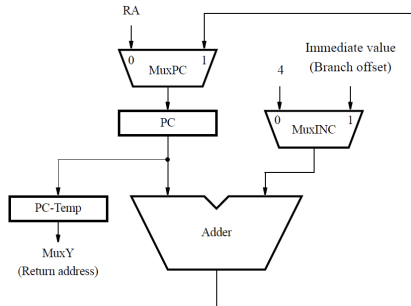 RA
Immediate value
(Branch offset)
0 1
MuxPC
4
PC
0 1
MuxINC
PC-Temp
Adder
MuxY
(Return address)